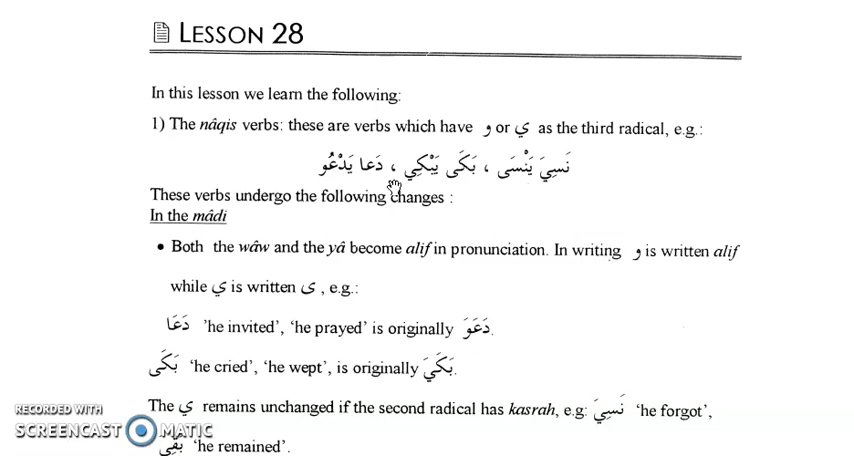 LESSON 28
In this lesson we learn the following:
1) The nâqis verbs: these are verbs which have و or ي as the third radical, e.g.:
نَسِيَ يَنْسَى ، بَكَى يَبْكِي ، دَعا يَدْعُو
These verbs undergo the following changes :
In the mâdi
• Both the wâw and the yâ become alif in pronunciation. In writing و is written alif
while ي is written ى , e.g.:
دَعَا 'he invited', 'he prayed' is originally دَعَوَ.
بَكَى 'he cried', 'he wept', is originally بَكَيَ.
The ي remains unchanged if the second radical has kasrah, e.g: نَسِيَ 'he forgot',
بَقِيَ 'he remained'.
RECORDED WITH
SCREENCAST MATIC